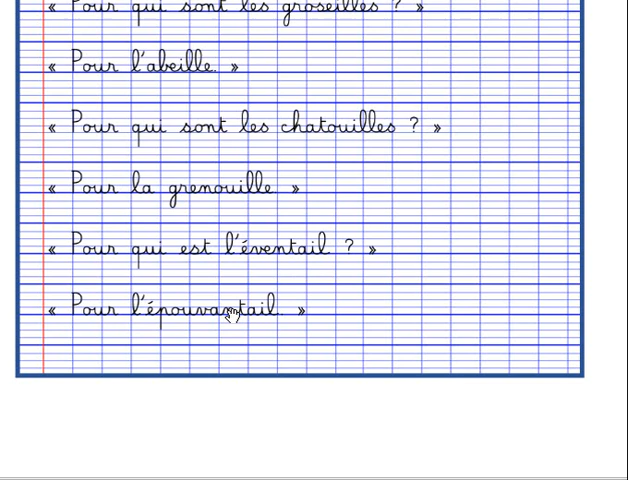 « Pour qui sont les groseilles ? »
« Pour l'abeille. »
« Pour qui sont les chatouilles ? »
« Pour la grenouille. »
« Pour qui est l'éventail ? »
« Pour l'épouvantail. »